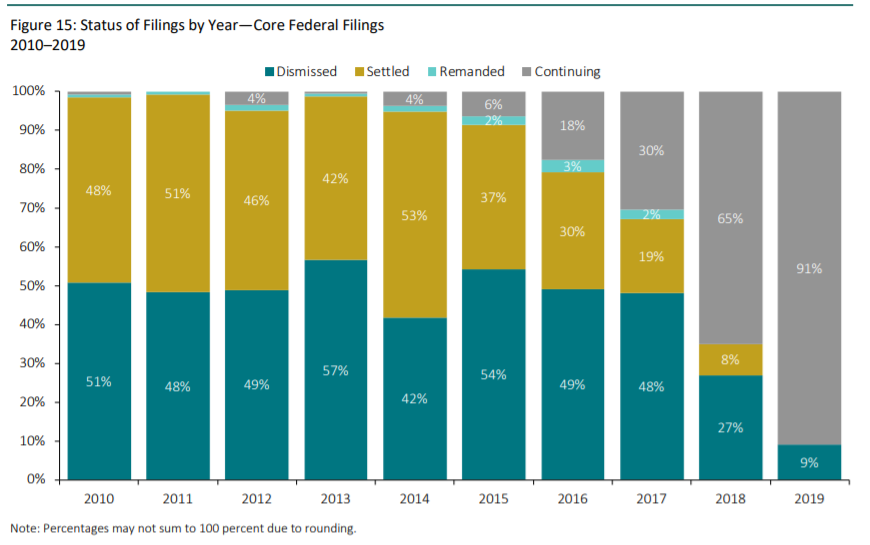 Figure 15: Status of Filings by Year—Core Federal Filings
2010–2019
Dismissed Settled Remanded Continuing
100%
90%
80%
70%
60%
50%
40%
30%
20%
10%
0%
4% 4% 6%
2%
18%
3%
30%
2%
48% 51% 46% 42% 53% 37% 30% 19% 65% 91%
8%
51% 48% 49% 57% 42% 54% 49% 48% 27% 9%
2010 2011 2012 2013 2014 2015 2016 2017 2018 2019
Note: Percentages may not sum to 100 percent due to rounding.